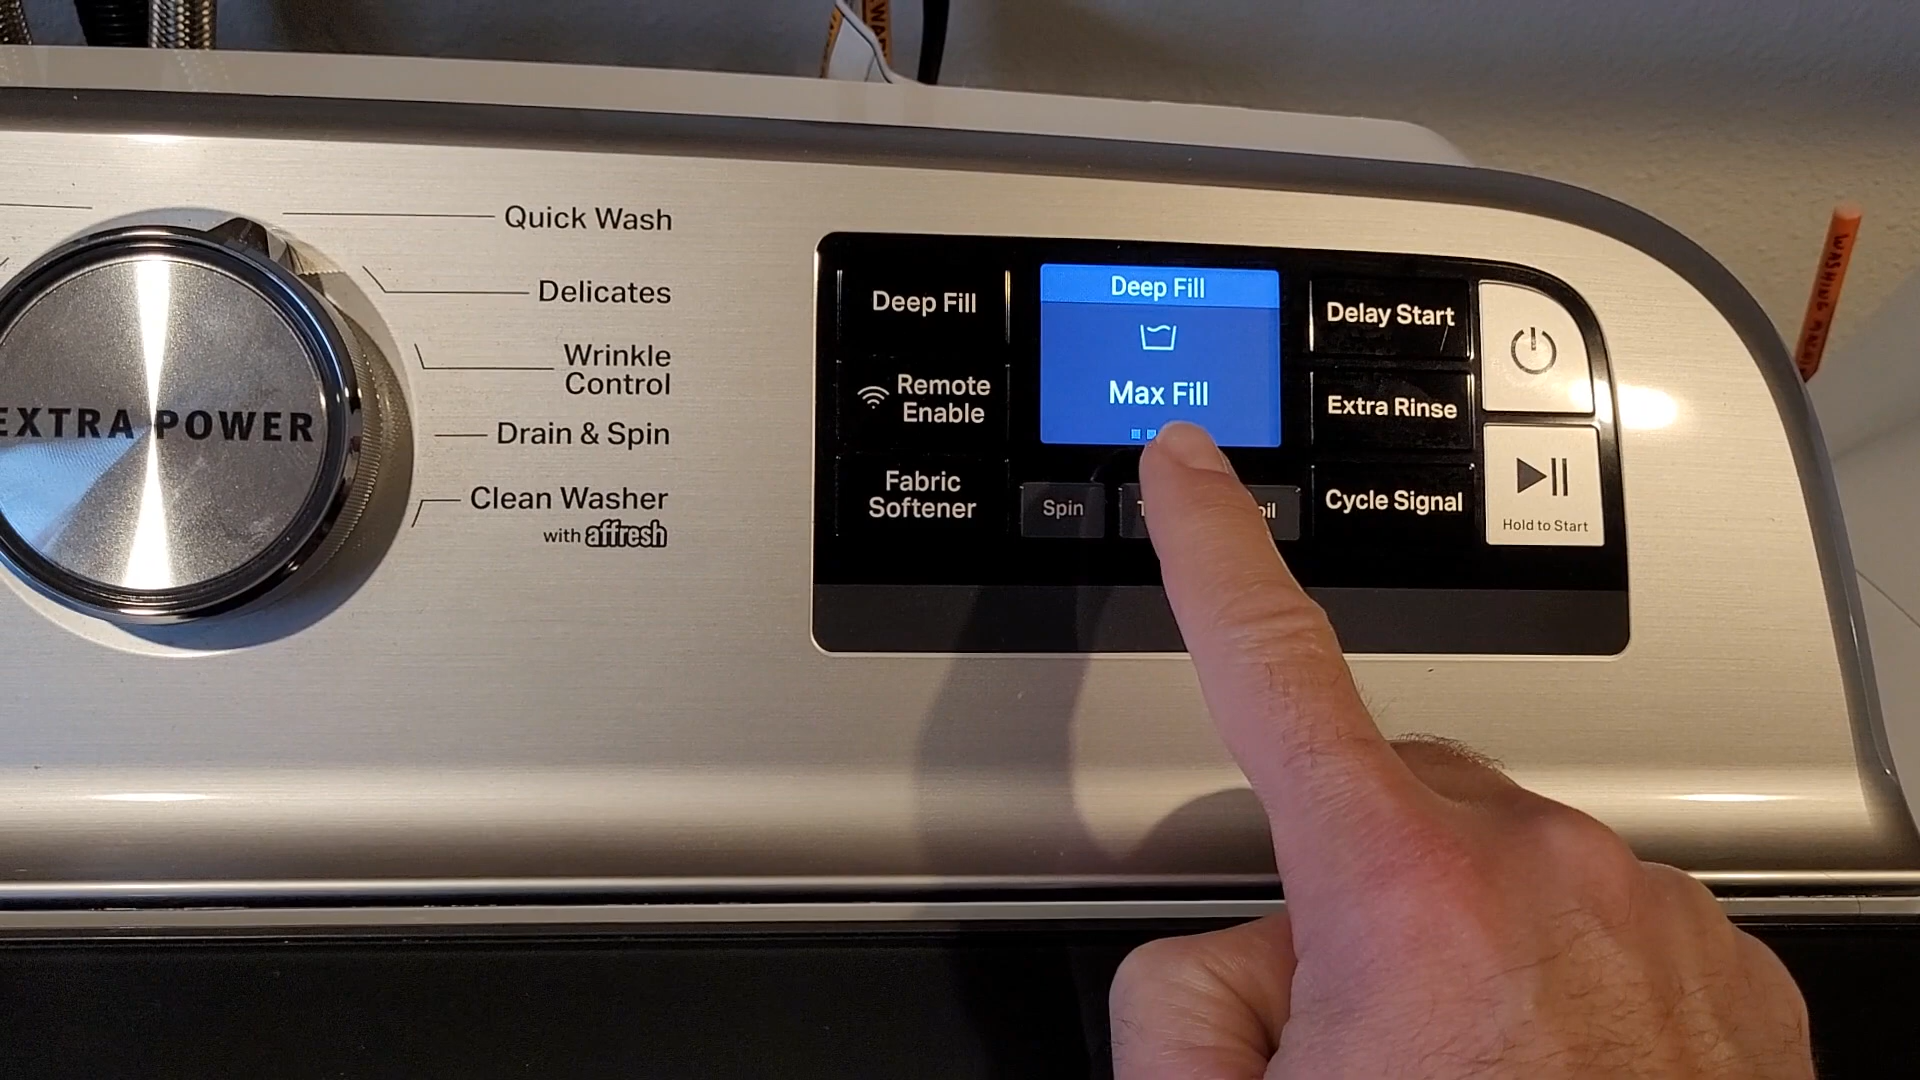 Quick Wash
Delicates
Wrinkle
Control
Drain & Spin
Clean Washer
with affresh
EXTRA POWER
Deep Fill
Remote
Enable
Fabric
Softener
Deep Fill
Max Fill
Spin
Delay Start
Extra Rinse
Cycle Signal
Hold to Start
WASHING